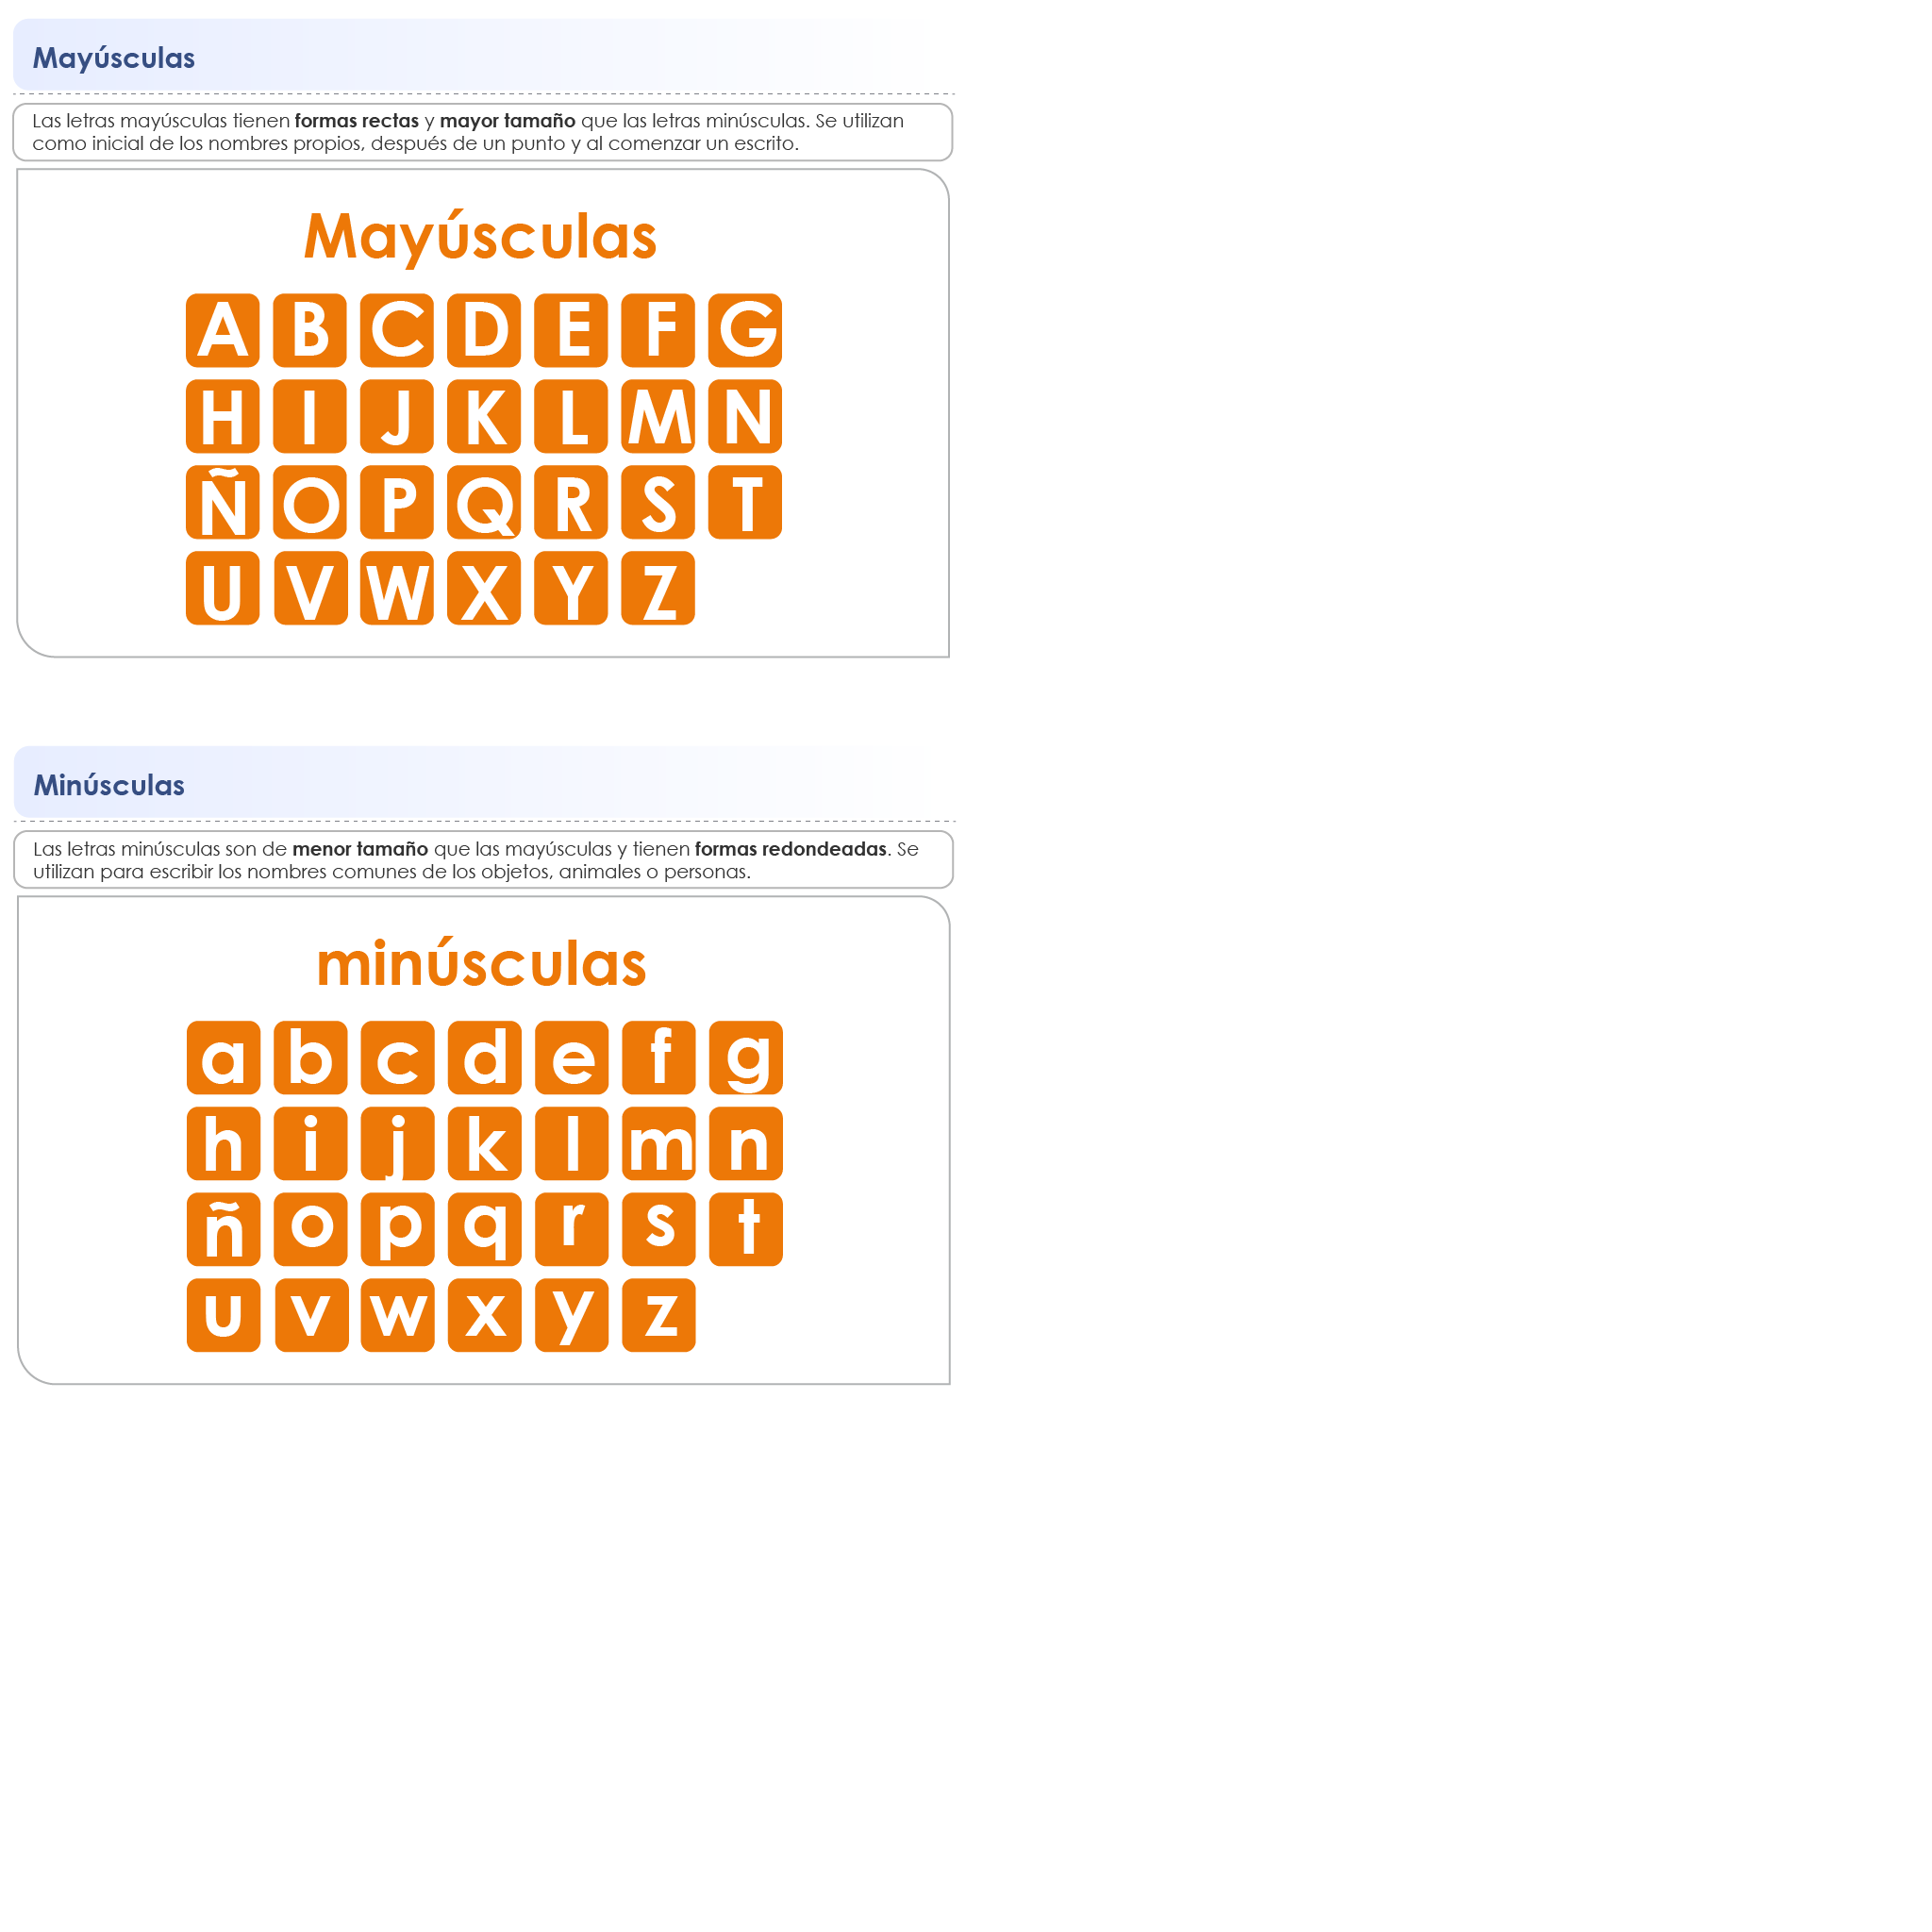 Mayúsculas
Las letras mayúsculas tienen formas rectas y mayor tamaño que las letras minúsculas. Se utilizan
como inicial de los nombres propios, después de un punto y al comenzar un escrito.
Mayúsculas
A B C D E F G
H I J K L M N
Ñ O P Q R S T
U V W X Y Z
Minúsculas
Las letras minúsculas son de menor tamaño que las mayúsculas y tienen formas redondeadas. Se
utilizan para escribir los nombres comunes de los objetos, animales o personas.
minúsculas
a b c d e f g
h i j k l m n
ñ o p q r s t
u v w x y z